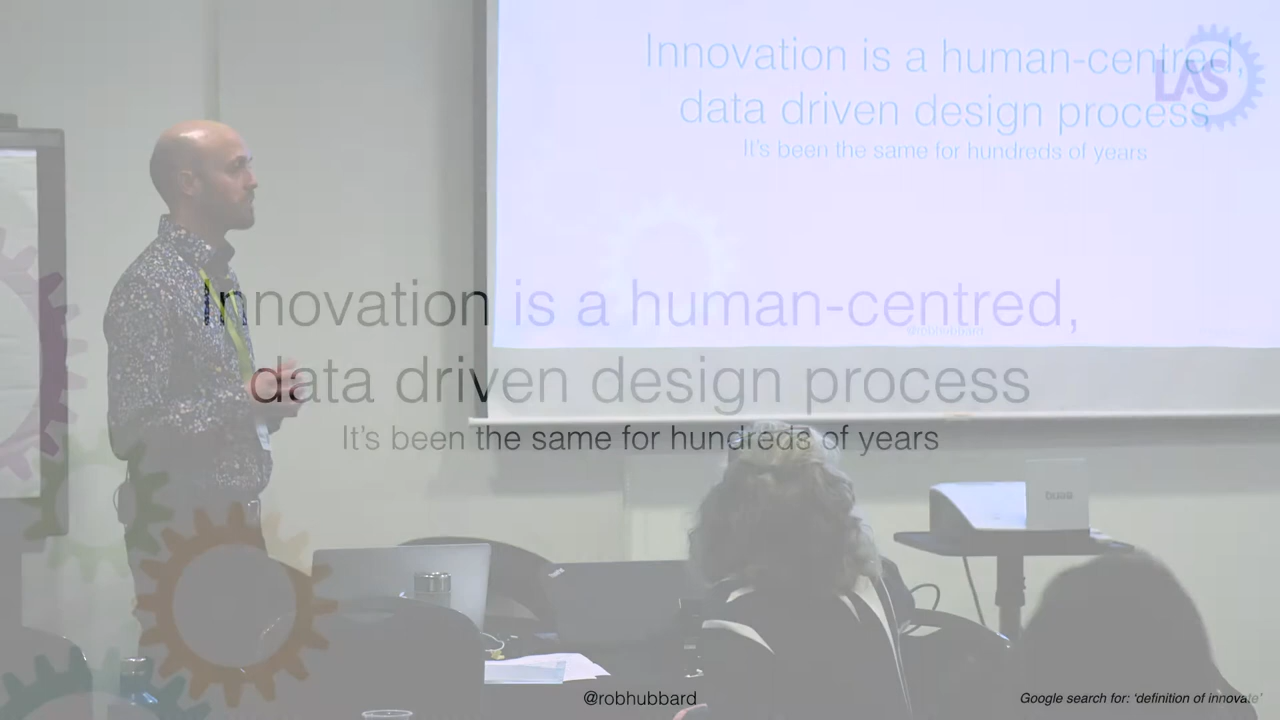 Innovation is a human-centred,
data driven design process
It's been the same for hundreds of years
LAS
@robhubbard
Innovation is a human-centred,
data driven design process
It's been the same for hundreds of years
@robhubbard
Google search for: 'definition of innovate'